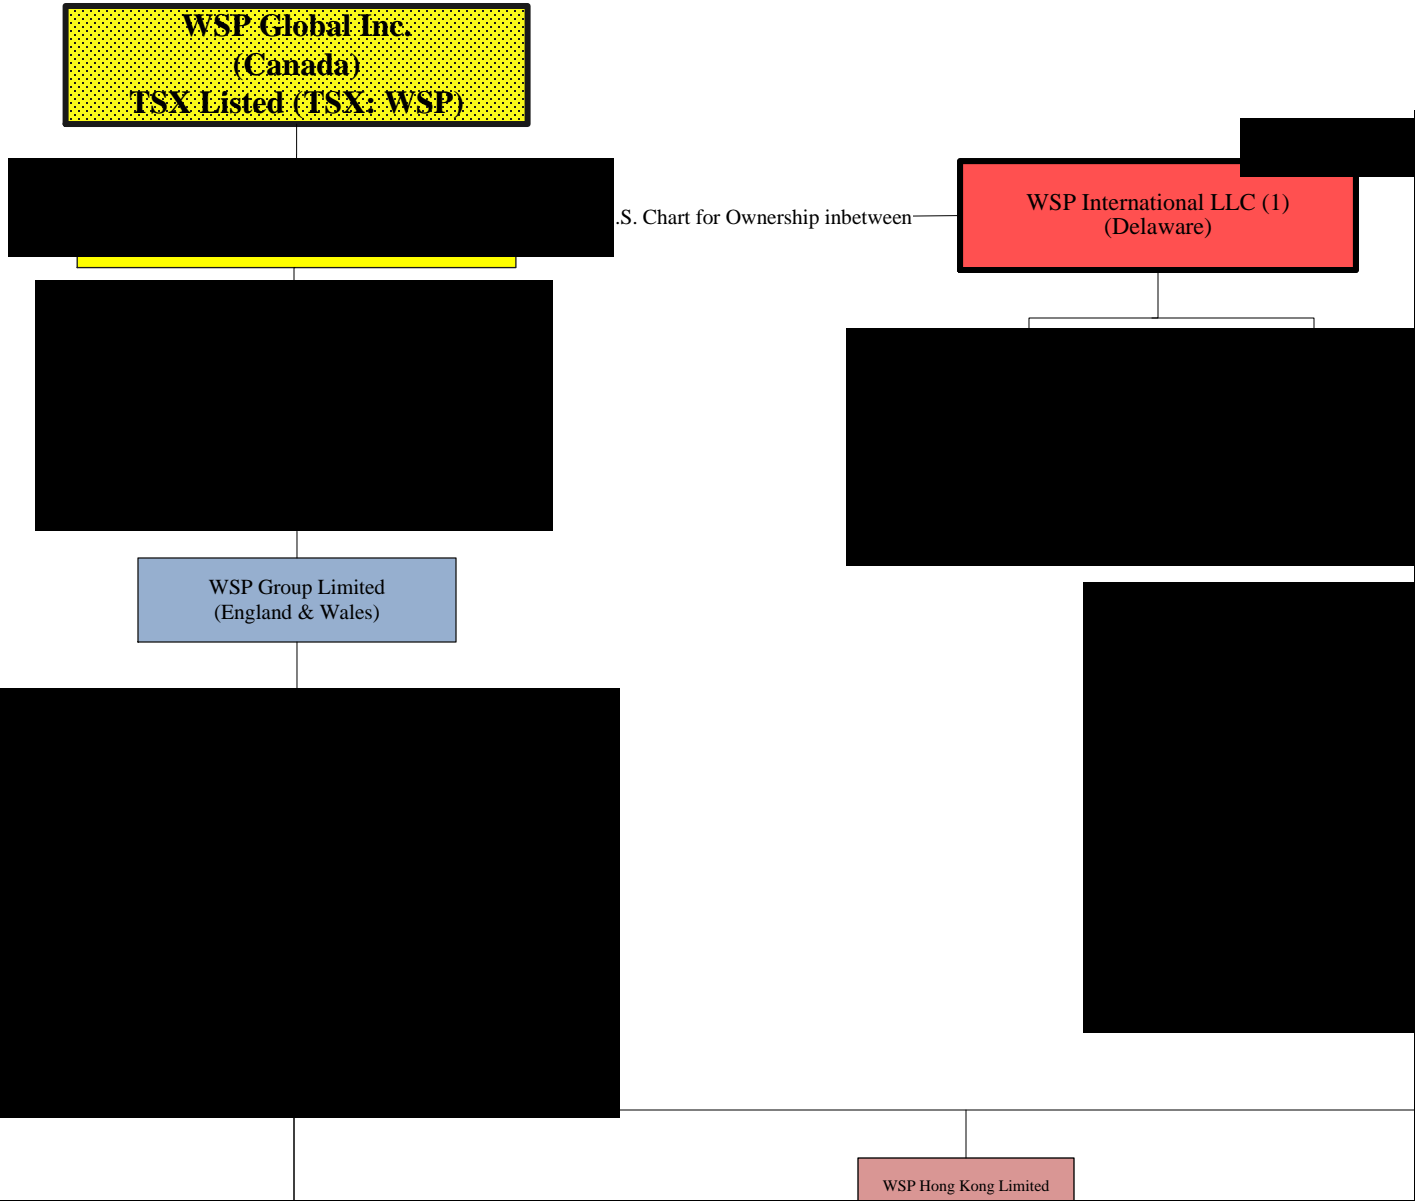 WSP Global Inc.
(Canada)
TSX Listed (TSX: WSP)
.S. Chart for Ownership inbetween
WSP International LLC (1)
(Delaware)
WSP Group Limited
(England & Wales)
WSP Hong Kong Limited